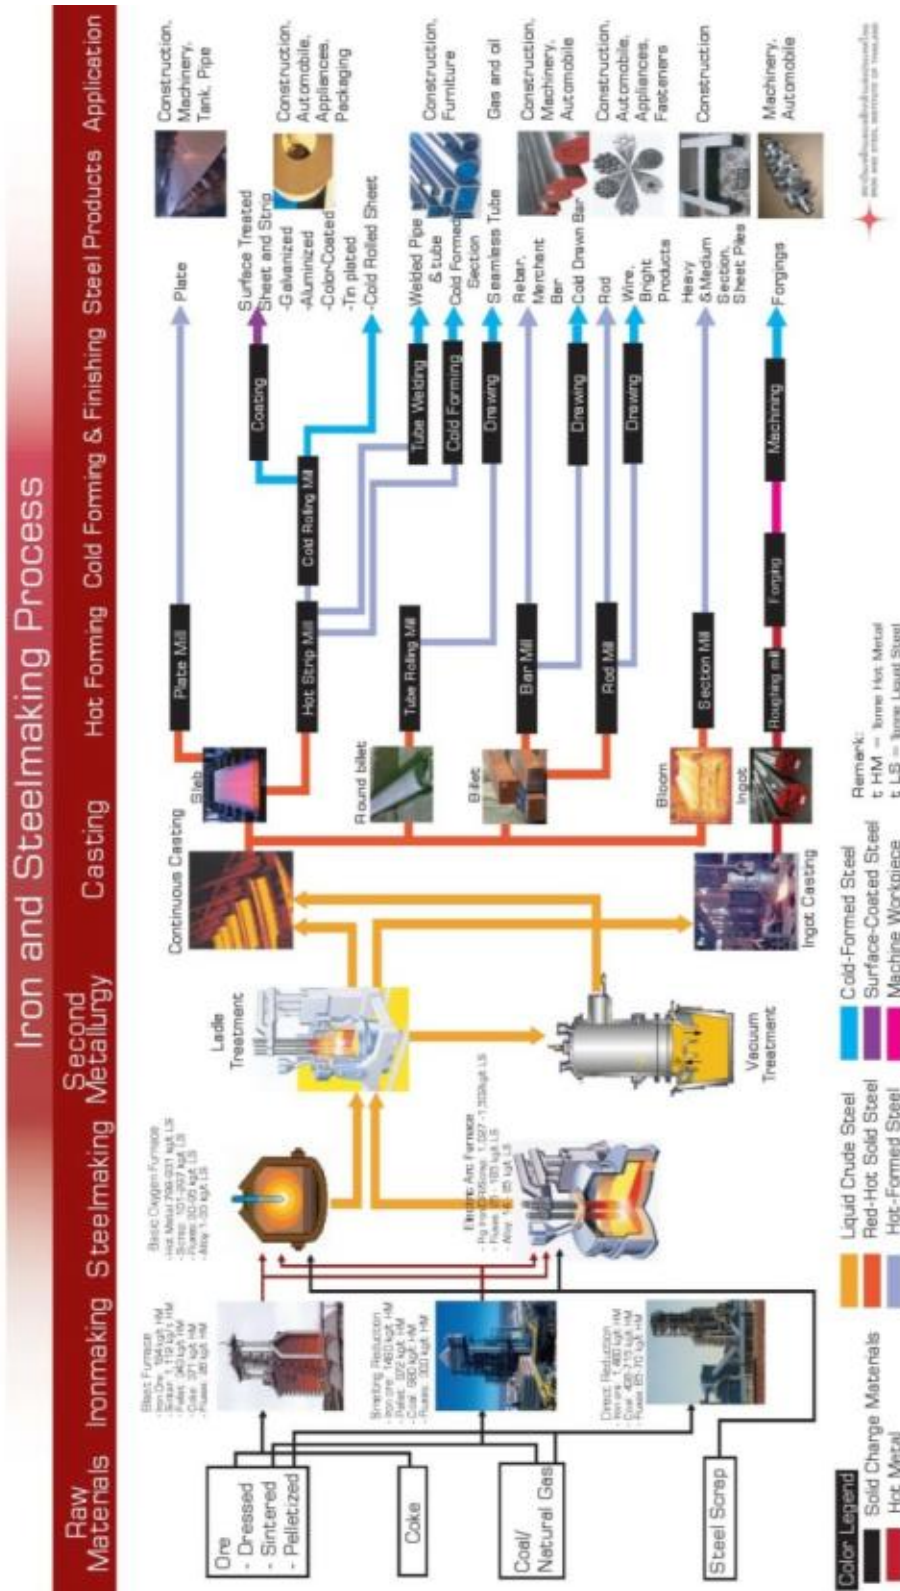 Iron and Steelmaking Process
Raw
Materials
Ironmaking
Steelmaking
Second
Metallurgy
Casting
Hot Forming
Cold Forming & Finishing
Steel Products
Application
Ore
- Dressed
- Sintered
- Pelletized
Coke
Coal/
Natural Gas
Steel Scrap
Blast Furnace
Smelting Reduction
Direct Reduction
Basic Oxygen Furnace
Electric Arc Furnace
Ladle
Treatment
Vacuum
Treatment
Continuous Casting
Ingot Casting
Slab
Round billet
Billet
Bloom
Ingot
Plate Mill
Hot Strip Mill
Tube Rolling Mill
Bar Mill
Rod Mill
Section Mill
Roughing mill
Forging
Cold Rolling Mill
Coating
Tube Welding
Cold Forming
Drawing
Drawing
Drawing
Machining
Plate
Surface Treated
Sheet and Strip
-Galvanized
-Aluminized
-Color-Coated
-Tin plated
-Cold Rolled Sheet
Welded Pipe
& tube
Cold Formed
Section
Seamless Tube
Rebar,
Merchant
Bar
Cold Drawn Bar
Rod
Wire,
Bright
Products
Heavy
& Medium
Section,
Sheet Piles
Forgings
Construction,
Machinery,
Tank, Pipe
Construction,
Automobile,
Appliances,
Packaging
Construction,
Furniture
Gas and oil
Construction,
Machinery,
Automobile
Construction,
Automobile,
Appliances,
Fasteners
Construction
Machinery,
Automobile
IRON AND STEEL INSTITUTE OF THAILAND
Color Legend
Solid Charge Materials
Hot Metal
Liquid Crude Steel
Red-Hot Solid Steel
Hot-Formed Steel
Cold-Formed Steel
Surface-Coated Steel
Machine Workpiece
Remark:
t HM = Tonne Hot Metal
t LS = Tonne Liquid Steel